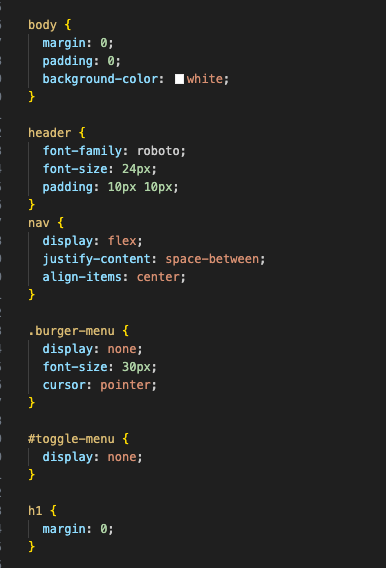 body {
margin: 0;
padding: 0;
background-color: white;
}
header {
font-family: roboto;
font-size: 24px;
padding: 10px 10px;
}
nav {
display: flex;
justify-content: space-between;
align-items: center;
}
.burger-menu {
display: none;
font-size: 30px;
cursor: pointer;
}
#toggle-menu {
display: none;
}
h1 {
margin: 0;
}